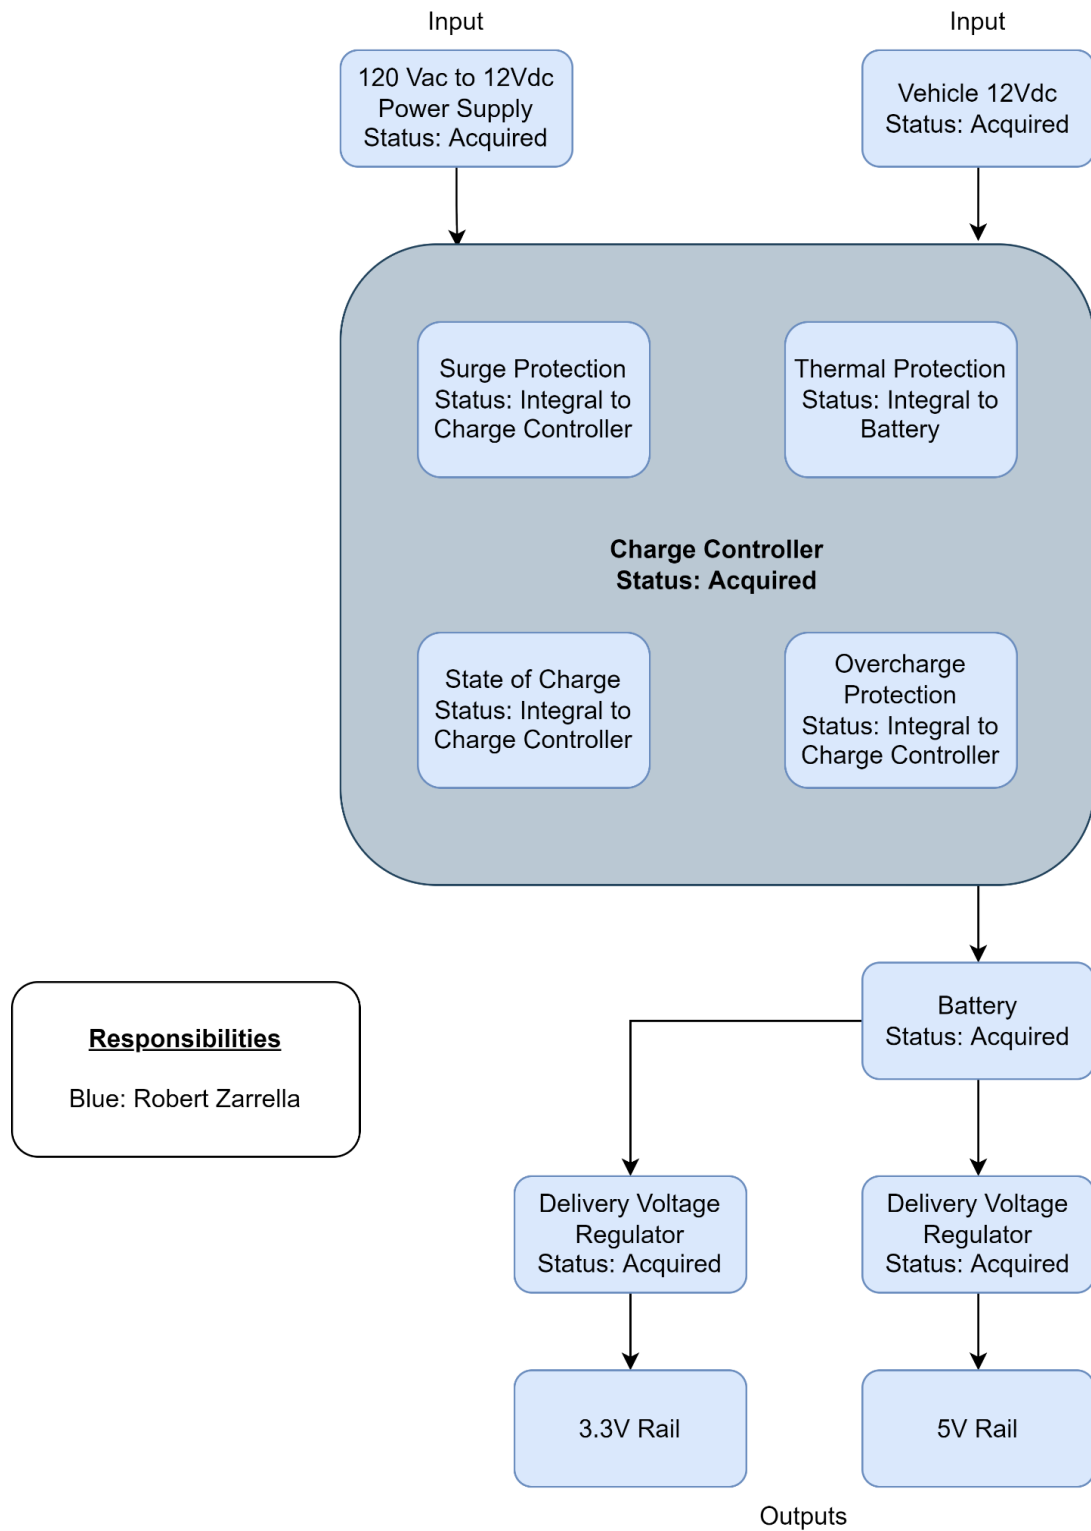 Input
Input
120 Vac to 12Vdc
Power Supply
Status: Acquired
Vehicle 12Vdc
Status: Acquired
Surge Protection
Status: Integral to
Charge Controller
Thermal Protection
Status: Integral to
Battery
Charge Controller
Status: Acquired
State of Charge
Status: Integral to
Charge Controller
Overcharge
Protection
Status: Integral to
Charge Controller
Responsibilities
Blue: Robert Zarrella
Battery
Status: Acquired
Delivery Voltage
Regulator
Status: Acquired
Delivery Voltage
Regulator
Status: Acquired
3.3V Rail
5V Rail
Outputs